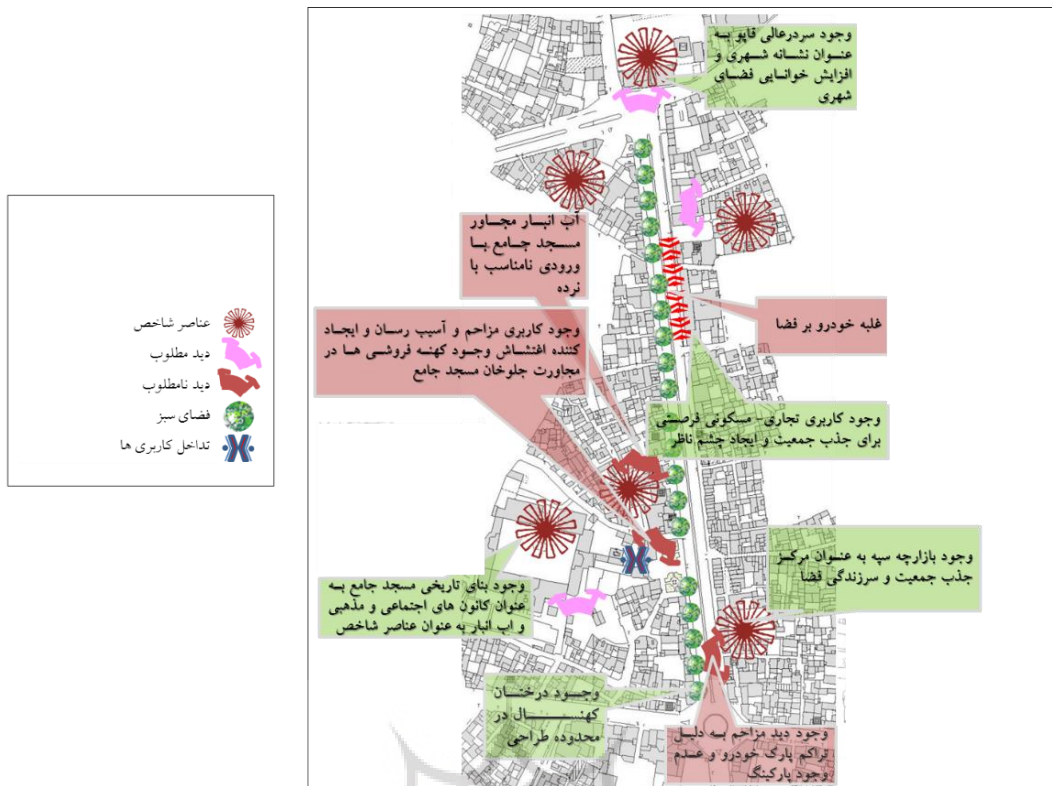 وجود سردرعالی قاپو به
عنوان نشانه شهری و
افزایش خوانایی فضای
شهری
آب انبار مجاور
مسجد جامع با
ورودی نامناسب با
نرده
وجود کاربری مزاحم و آسیب رسان و ایجاد
کننده اغتشاش وجود کهنه فروشی ها در
مجاورت جلوخان مسجد جامع
غلبه خودرو بر فضا
وجود کاربری تجاری- مسکونی فرصتی
برای جذب جمعیت و ایجاد چشم ناظر
وجود بازارچه سپه به عنوان مرکز
جذب جمعیت و سرزندگی فضا
وجود بنای تاریخی مسجد جامع به
عنوان کانون های اجتماعی و مذهبی
و اب انبار به عنوان عناصر شاخص
وجود درختان
کهنسال در
محدوده طراحی
وجود دید مزاحم به دلیل
تراکم پارک خودرو و عدم
وجود پارکینگ
عناصر شاخص
دید مطلوب
دید نامطلوب
فضای سبز
تداخل کاربری ها